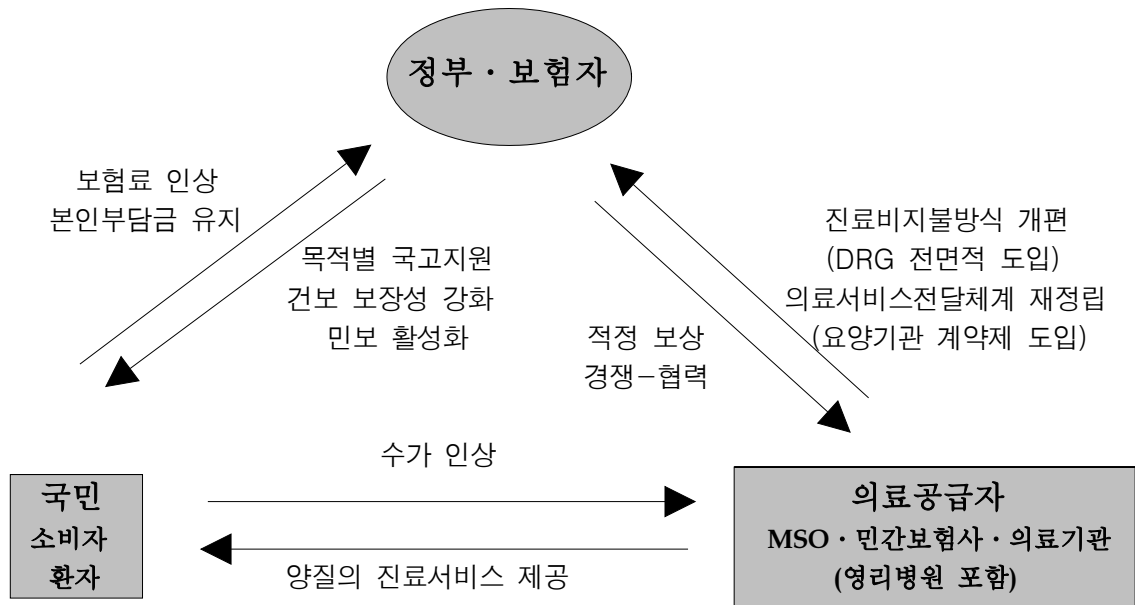 정부·보험자
보험료 인상
본인부담금 유지
목적별 국고지원
건보 보장성 강화
민보 활성화
적정 보상
경쟁-협력
진료비지불방식 개편
(DRG 전면적 도입)
의료서비스전달체계 재정립
(요양기관 계약제 도입)
수가 인상
양질의 진료서비스 제공
국민
소비자
환자
의료공급자
MSO·민간보험사·의료기관
(영리병원 포함)